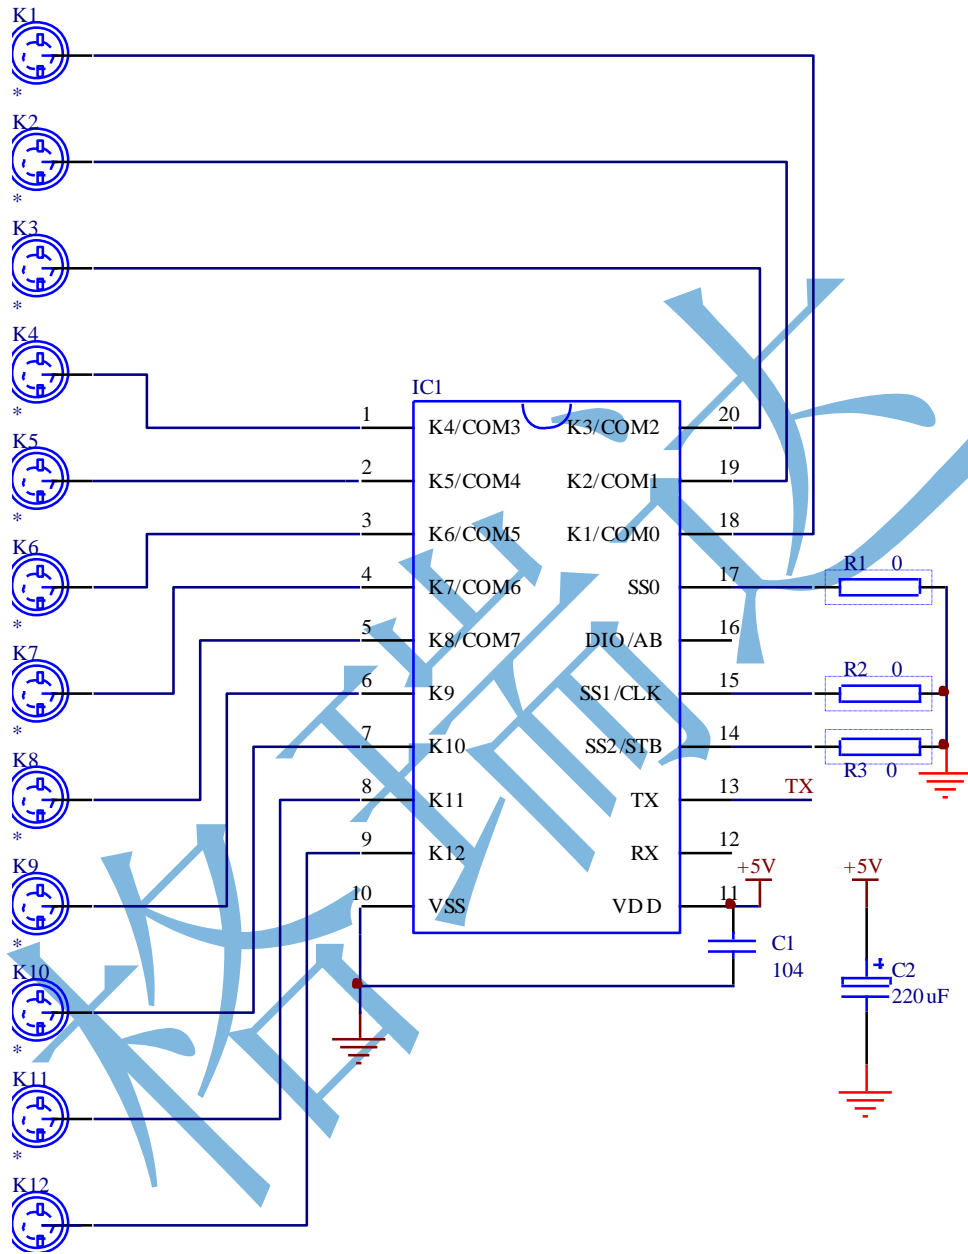 K1
*
K2
*
K3
*
K4
*
K5
*
K6
*
K7
*
K8
*
K9
*
K10
*
K11
*
K12
IC1
1 K4/COM3 K3/COM2 20
2 K5/COM4 K2/COM1 19
3 K6/COM5 K1/COM0 18
4 K7/COM6 SS0 17
5 K8/COM7 DIO/AB 16
6 K9 SS1/CLK 15
7 K10 SS2/STB 14
8 K11 TX 13 TX
9 K12 RX 12
10 VSS VDD 11
R1 0
R2 0
R3 0
+5V
+5V
C1
104
+
C2
220uF